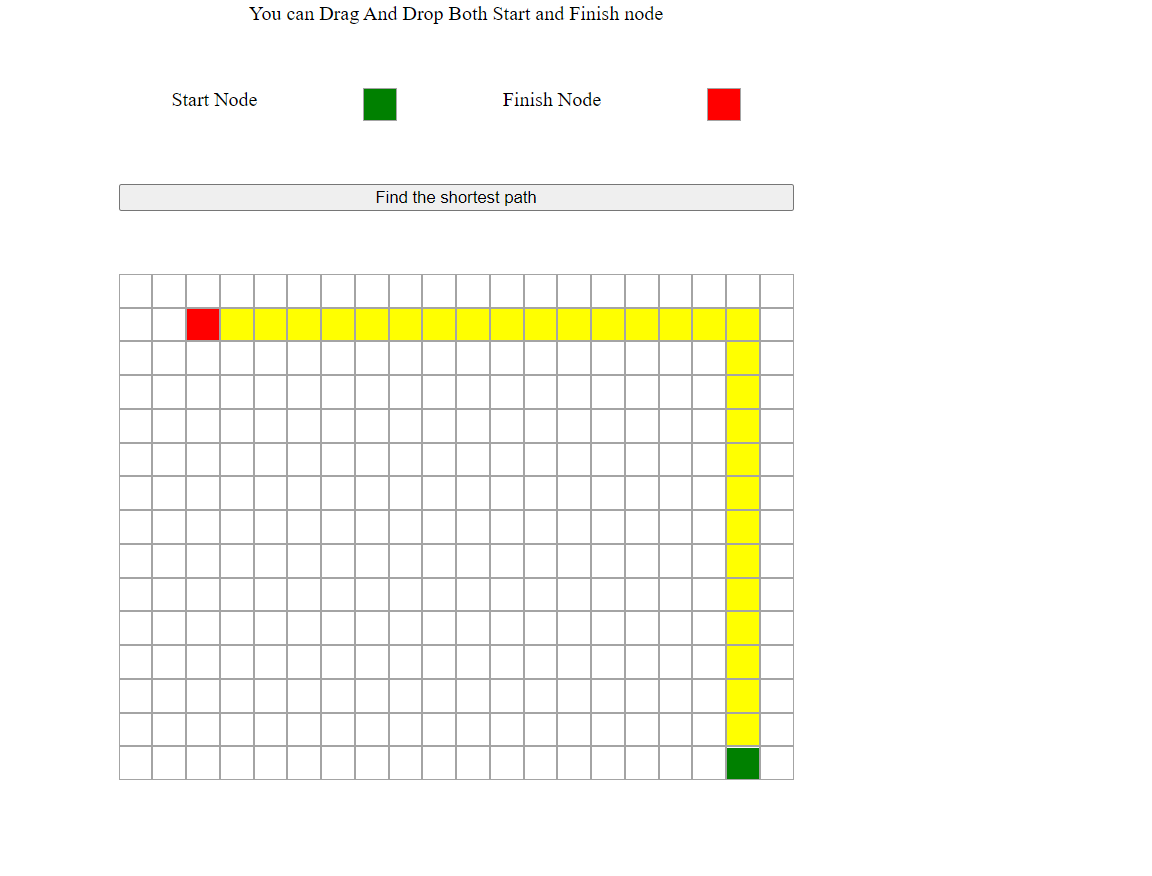 You can Drag And Drop Both Start and Finish node
Start Node
Finish Node
Find the shortest path